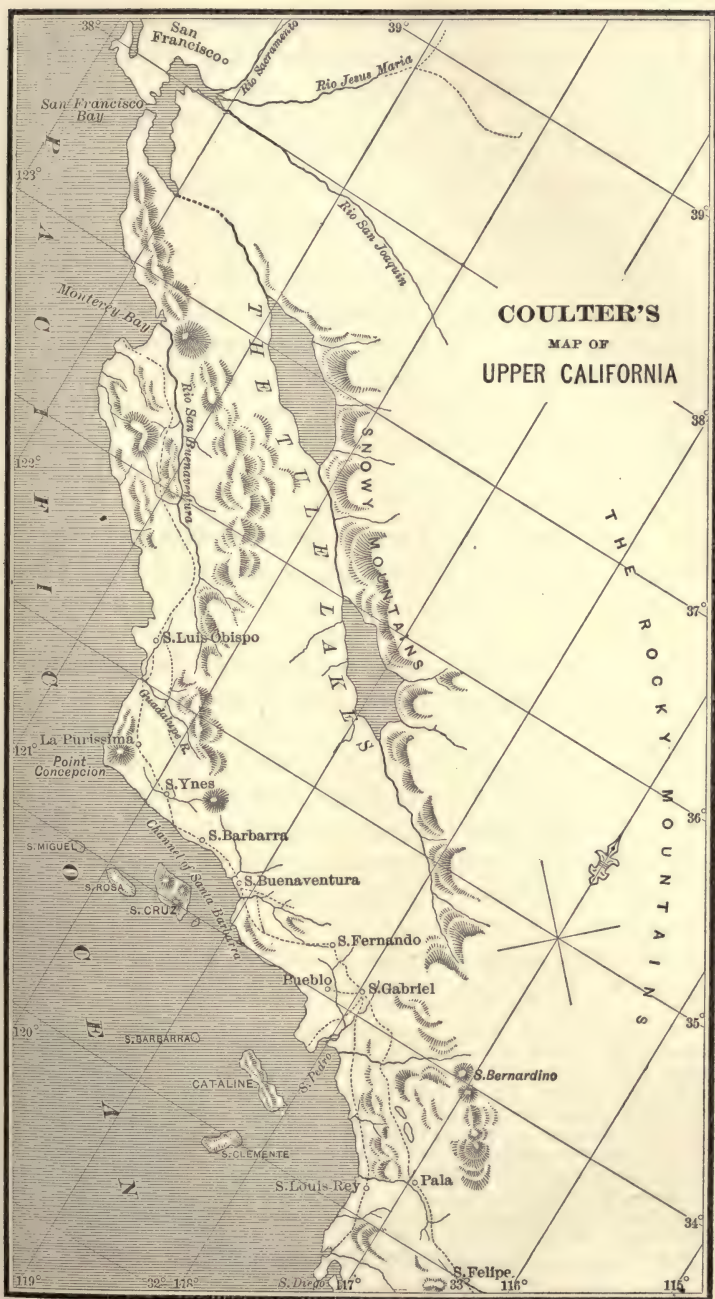 COULTER'S
MAP OF
UPPER CALIFORNIA
38°
39°
San
Francisco
Rio Sacramento
Rio Jesus Maria
San Francisco
Bay
123°
Rio San Joaquin
39°
Monterey Bay
Rio San Buenaventura
THE TULE LAKES
SNOWY MOUNTAINS
38°
122°
THE ROCKY MOUNTAINS
37°
S. Luis Obispo
Guadalupe R.
La Purissima
Point
Concepcion
121°
S. Ynes
36°
S. Barbarra
S. MIGUEL
S. ROSA
S. CRUZ
Channel of Santa Barbarra
S. Buenaventura
S. Fernando
Pueblo
S. Gabriel
35°
120°
S. BARBARRA
S. Pedro
CATALINE
S. Bernardino
S. CLEMENTE
S. Louis Rey
Pala
34°
PACIFIC OCEAN
S. Felipe
119°
32°
118°
S. Diego
117°
33°
116°
115°